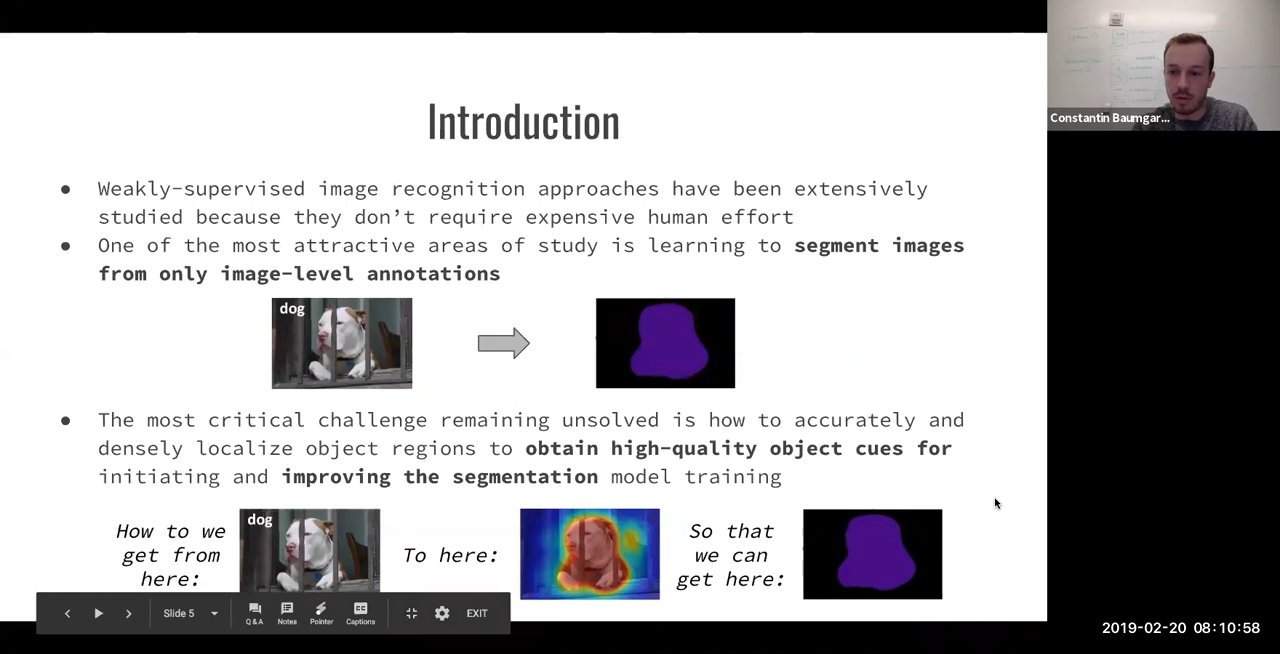 Introduction
● Weakly-supervised image recognition approaches have been extensively
studied because they don’t require expensive human effort
● One of the most attractive areas of study is learning to segment images
from only image-level annotations
dog
● The most critical challenge remaining unsolved is how to accurately and
densely localize object regions to obtain high-quality object cues for
initiating and improving the segmentation model training
How to we
get from
here:
dog
To here:
So that
we can
get here:
Slide 5
Q & A
Notes
Pointer
Captions
EXIT
Constantin Baumgar...
2019-02-20 08:10:58